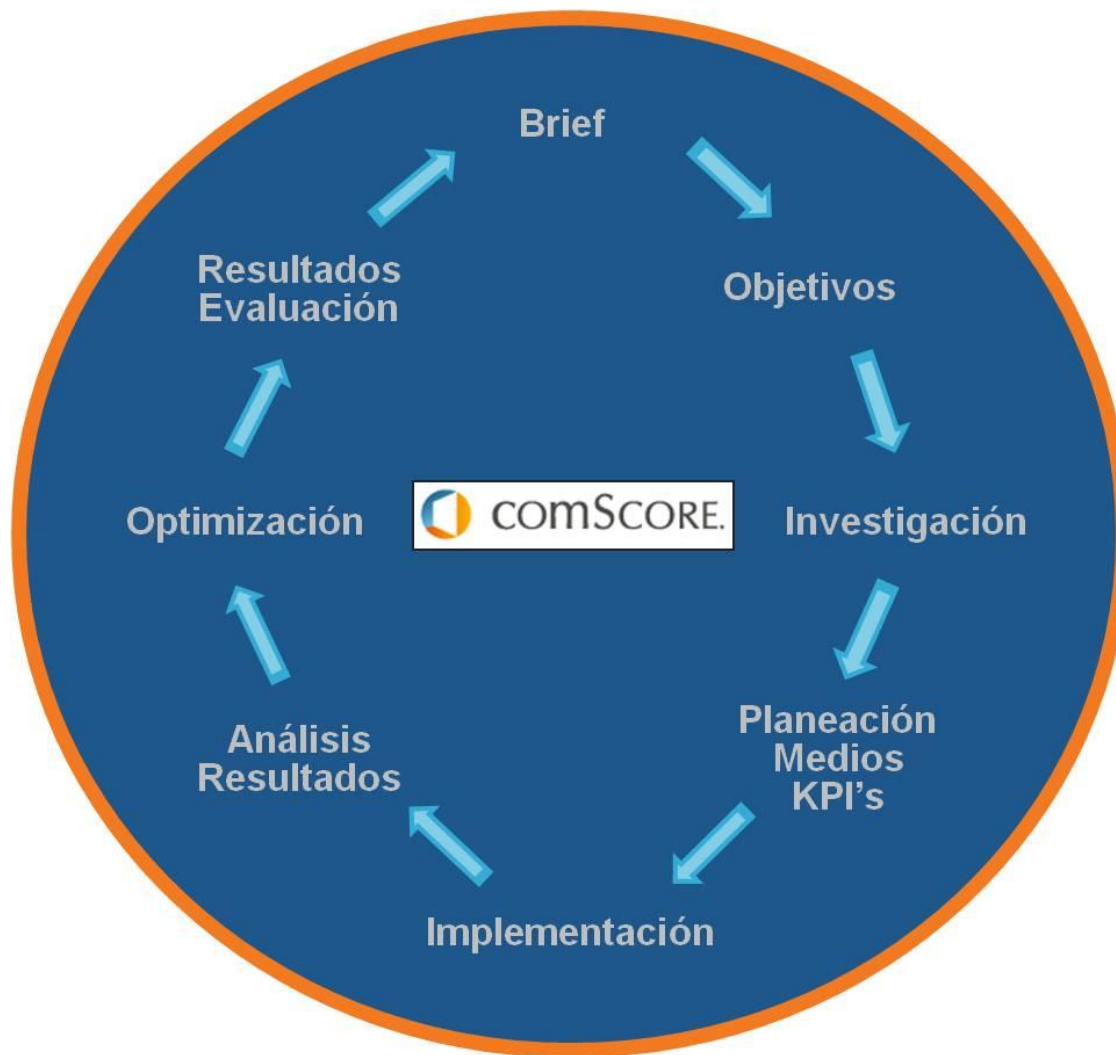 Brief
Objetivos
Investigación
Planeación
Medios
KPI's
Implementación
Análisis
Resultados
Optimización
Resultados
Evaluación
comScore.